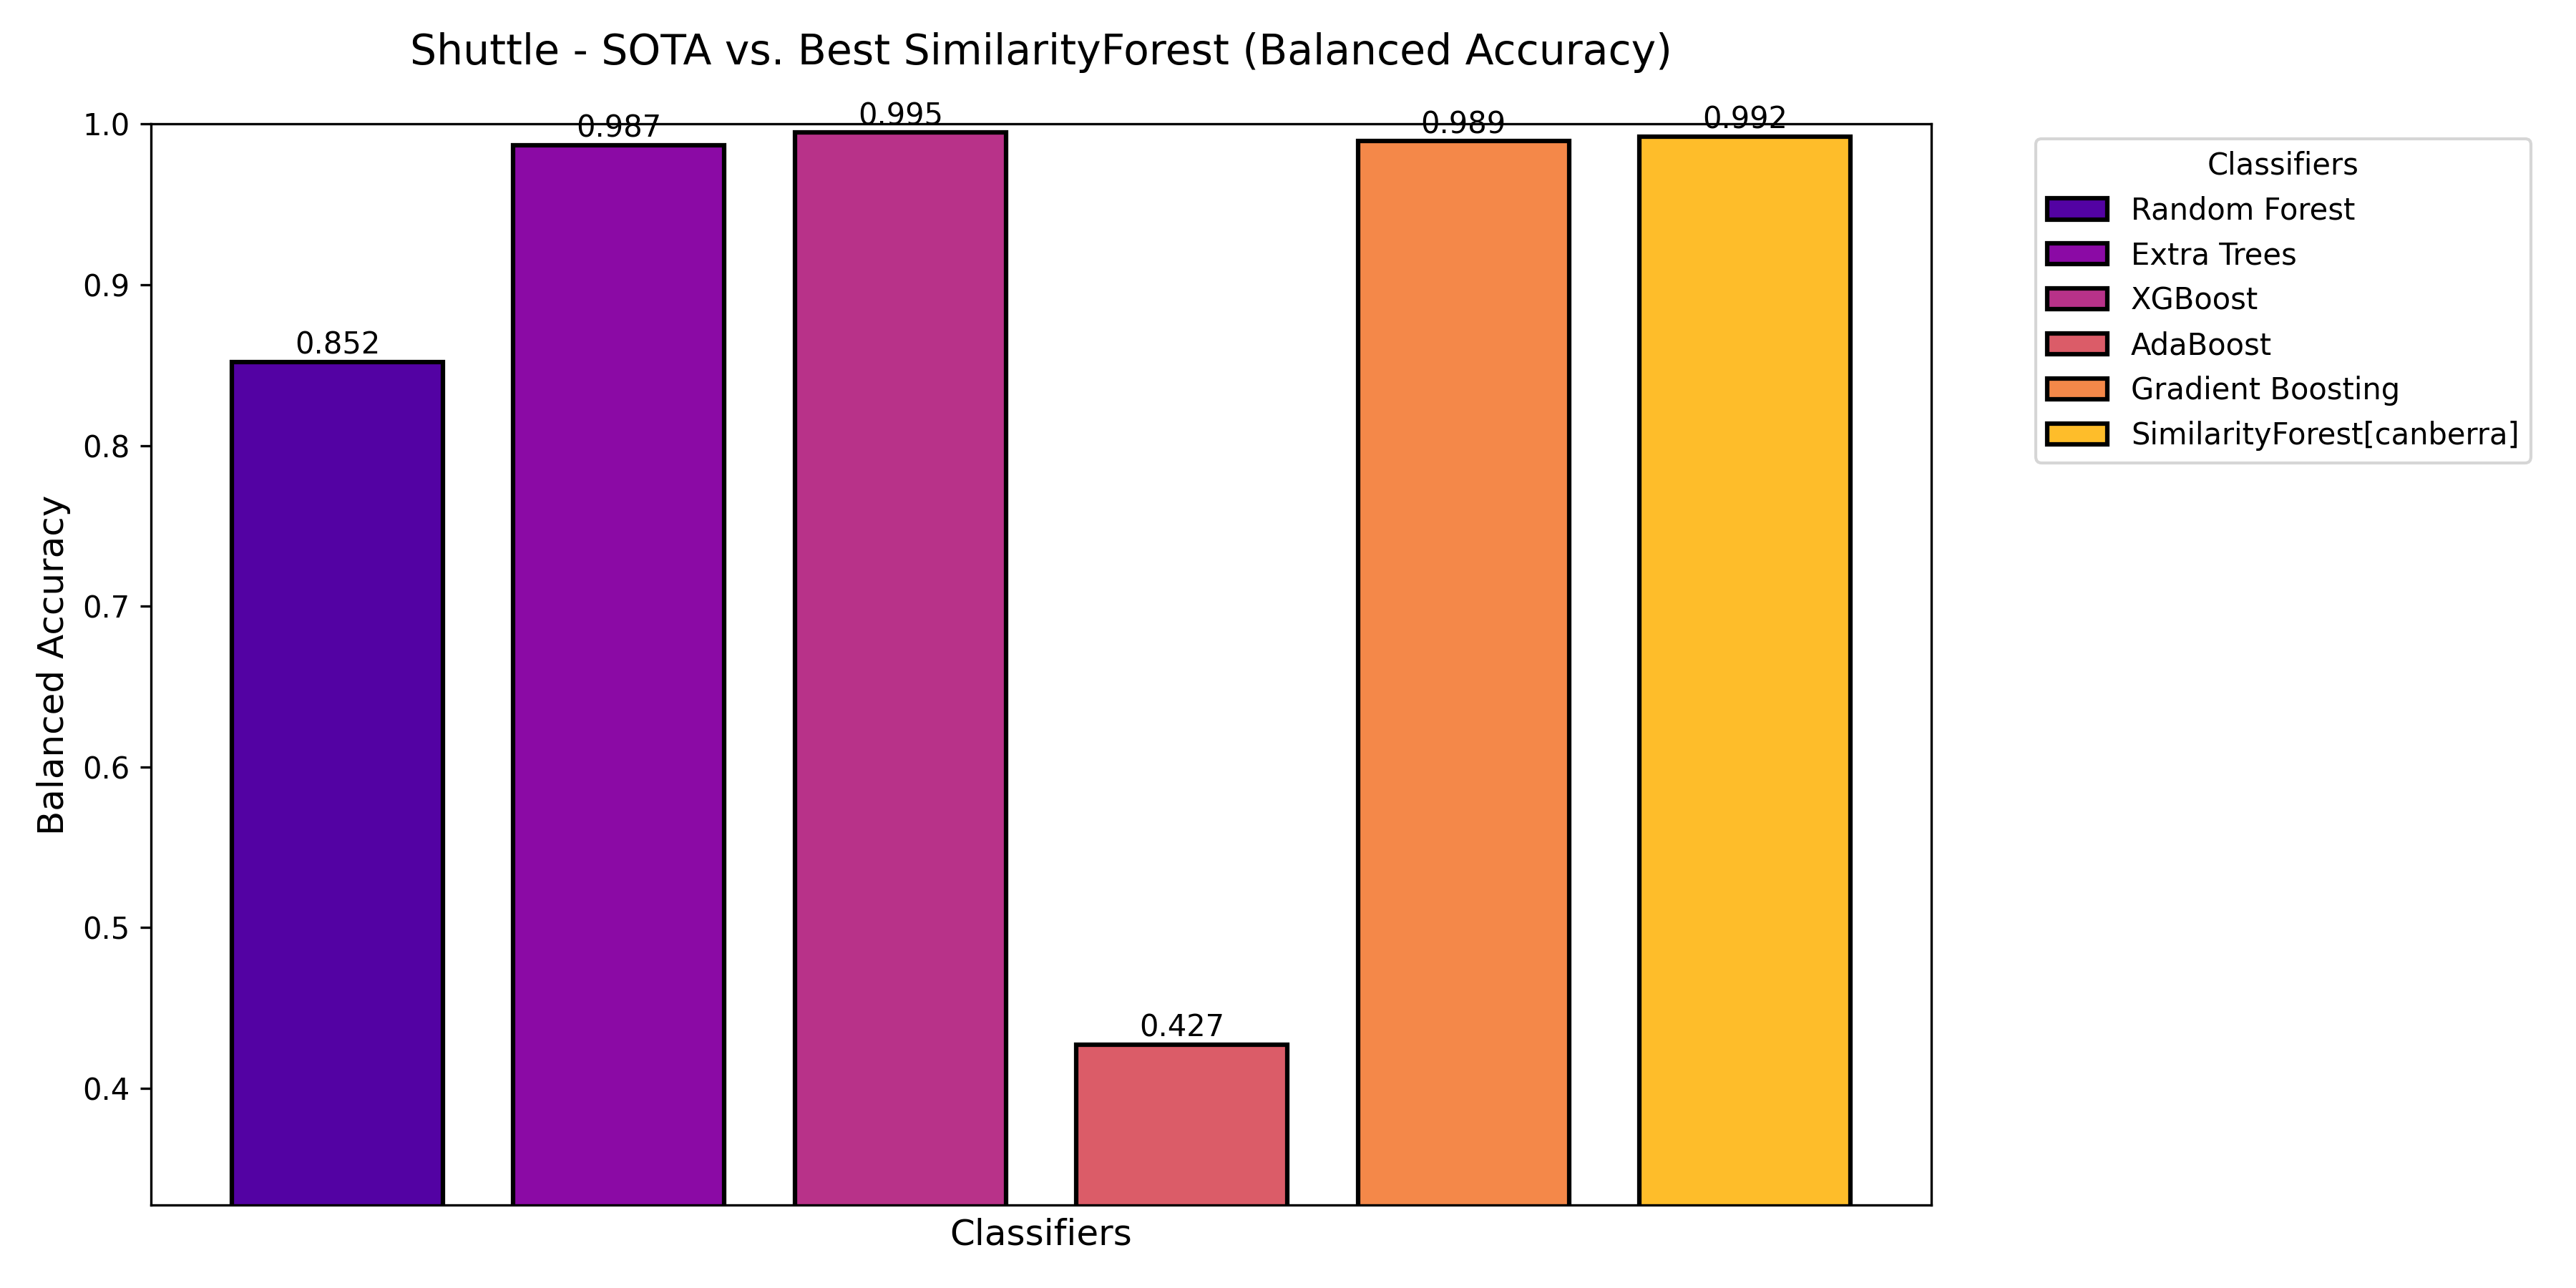 Shuttle - SOTA vs. Best SimilarityForest (Balanced Accuracy)
Balanced Accuracy
1.0
0.9
0.8
0.7
0.6
0.5
0.4
0.852
0.987
0.995
0.427
0.989
0.992
Classifiers
Classifiers
Random Forest
Extra Trees
XGBoost
AdaBoost
Gradient Boosting
SimilarityForest[canberra]